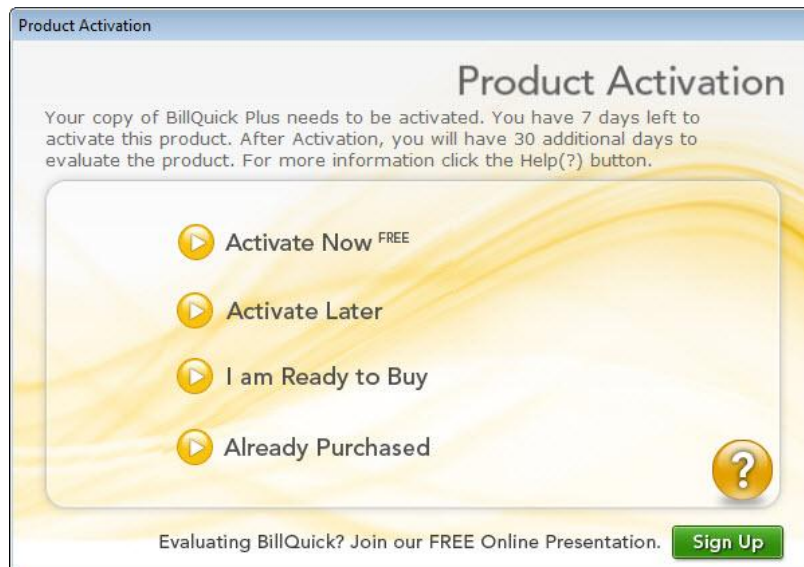 Product Activation
Product Activation
Your copy of BillQuick Plus needs to be activated. You have 7 days left to
activate this product. After Activation, you will have 30 additional days to
evaluate the product. For more information click the Help(?) button.
Activate Now FREE
Activate Later
I am Ready to Buy
Already Purchased
?
Evaluating BillQuick? Join our FREE Online Presentation. Sign Up